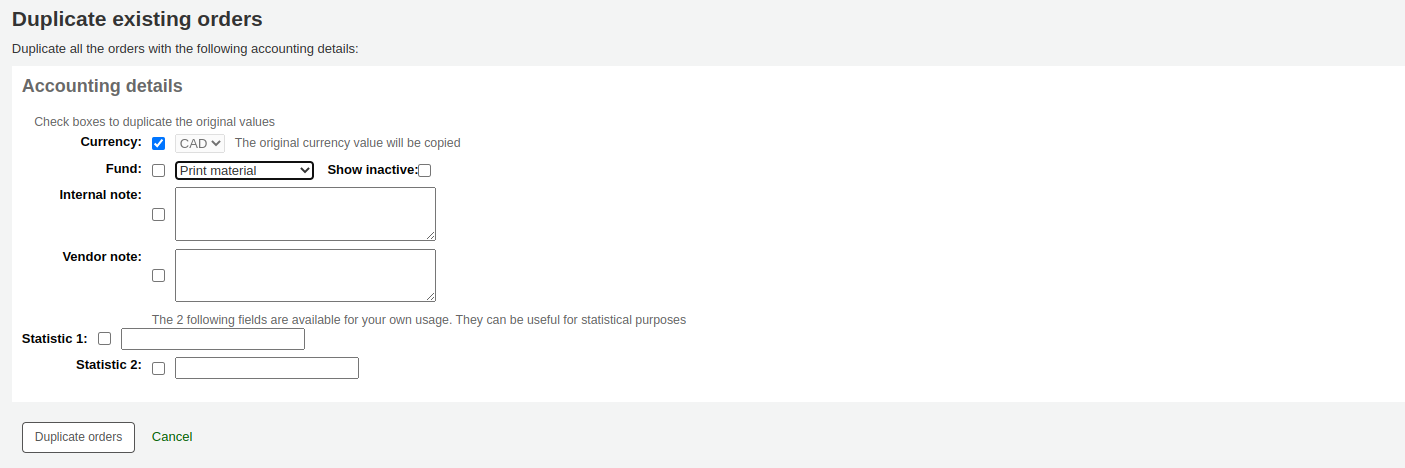 Duplicate existing orders
Duplicate all the orders with the following accounting details:
Accounting details
Check boxes to duplicate the original values
Currency: CAD The original currency value will be copied
Fund: Print material Show inactive:
Internal note:
Vendor note:
The 2 following fields are available for your own usage. They can be useful for statistical purposes
Statistic 1:
Statistic 2:
Duplicate orders Cancel